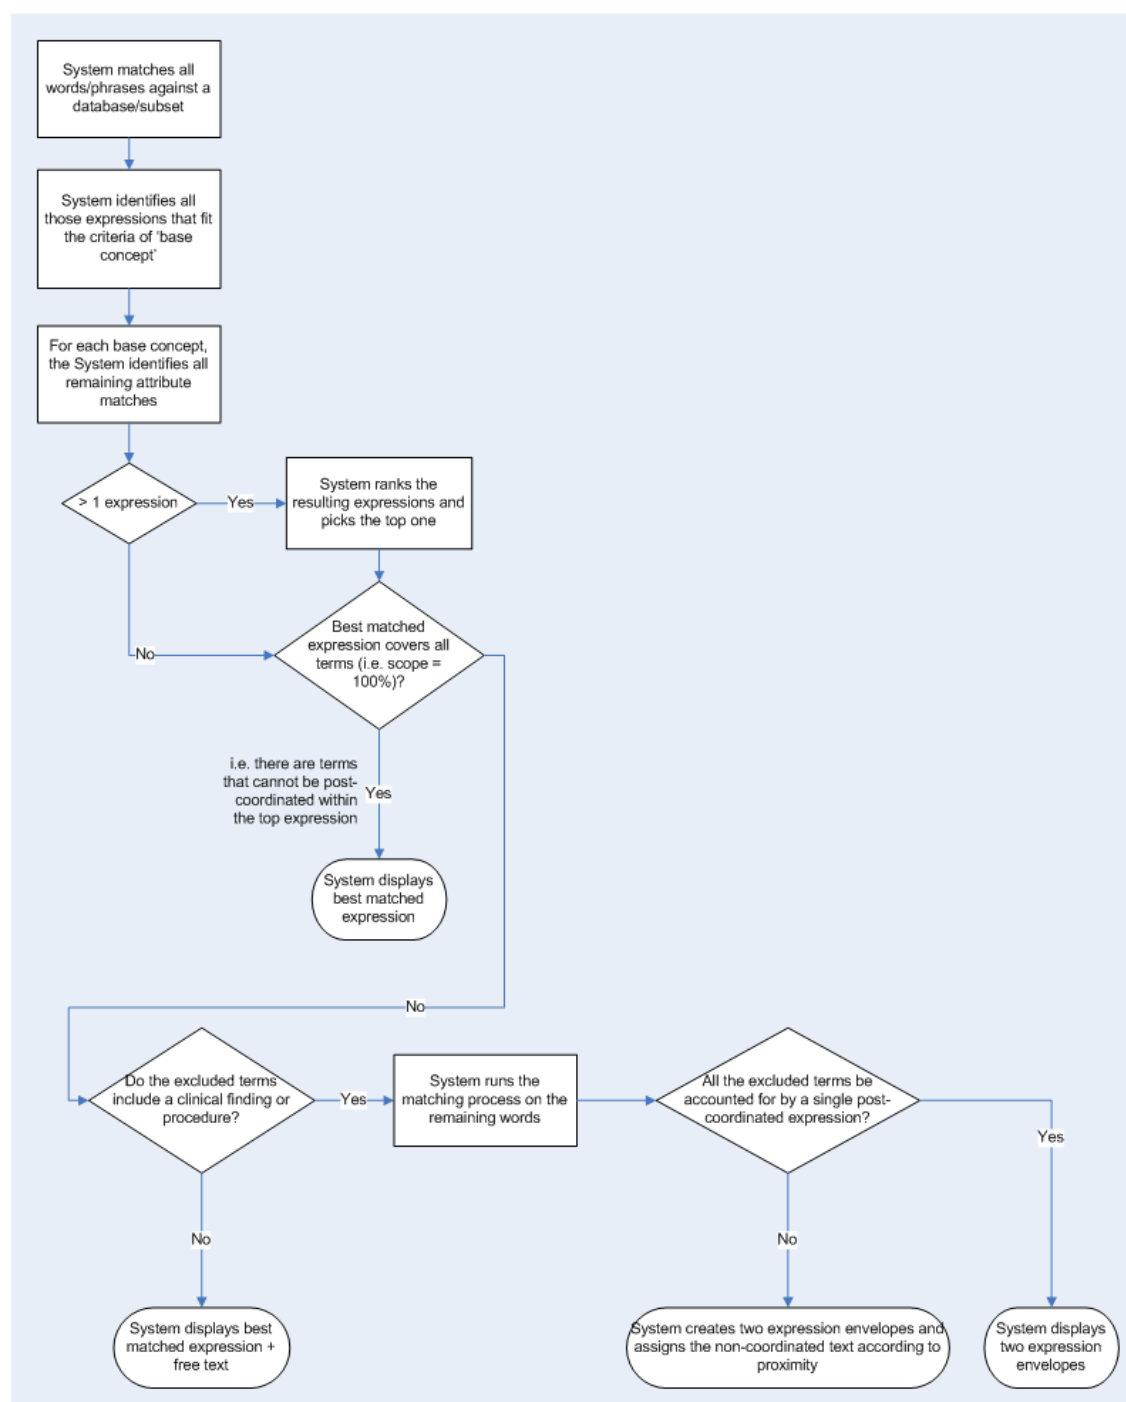 System matches all
words/phrases against a
database/subset
System identifies all
those expressions that fit
the criteria of 'base
concept'
For each base concept,
the System identifies all
remaining attribute
matches
> 1 expression
Yes
System ranks the
resulting expressions and
picks the top one
No
Best matched
expression covers all
terms (i.e. scope =
100%)?
i.e. there are terms
that cannot be post-
coordinated within
the top expression
Yes
System displays
best matched
expression
No
Do the excluded terms
include a clinical finding or
procedure?
Yes
System runs the
matching process on the
remaining words
All the excluded terms be
accounted for by a single post-
coordinated expression?
Yes
No
No
System displays best
matched expression +
free text
System creates two expression envelopes and
assigns the non-coordinated text according to
proximity
System displays
two expression
envelopes